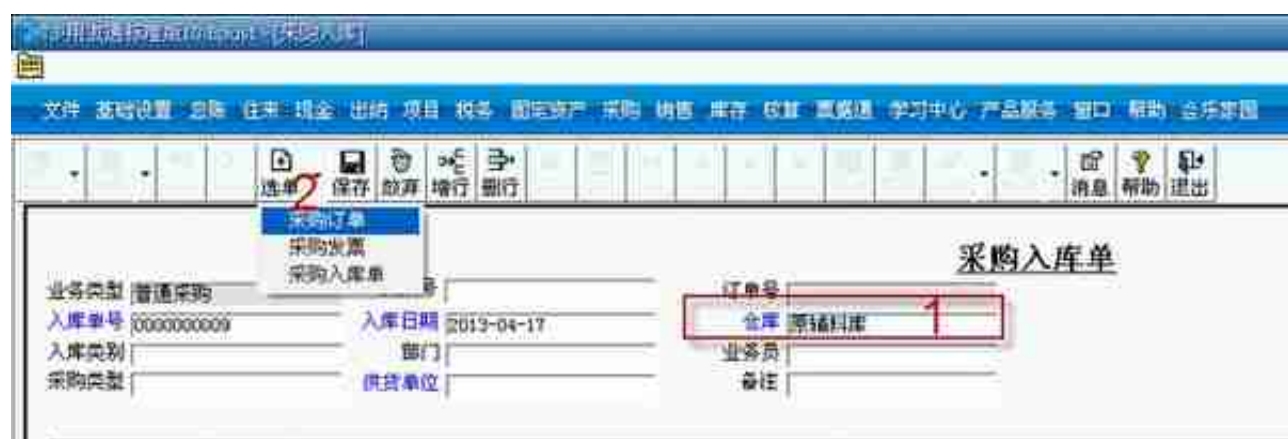 文件 基础设置 总账 往来 现金 出纳 项目 税务 固定资产 采购 销售 库存 核算 票据通 学习中心 产品服务 窗口 帮助 会乐家园
选单 保存 放弃 增行 删行 消息 帮助 退出
2
采购订单
采购发票
采购入库单
采购入库单
业务类型 普通采购 号 订单号
入库单号 0000000009 入库日期 2013-04-17 仓库 原辅料库 1
入库类别 部门 业务员
采购类型 供货单位 备注